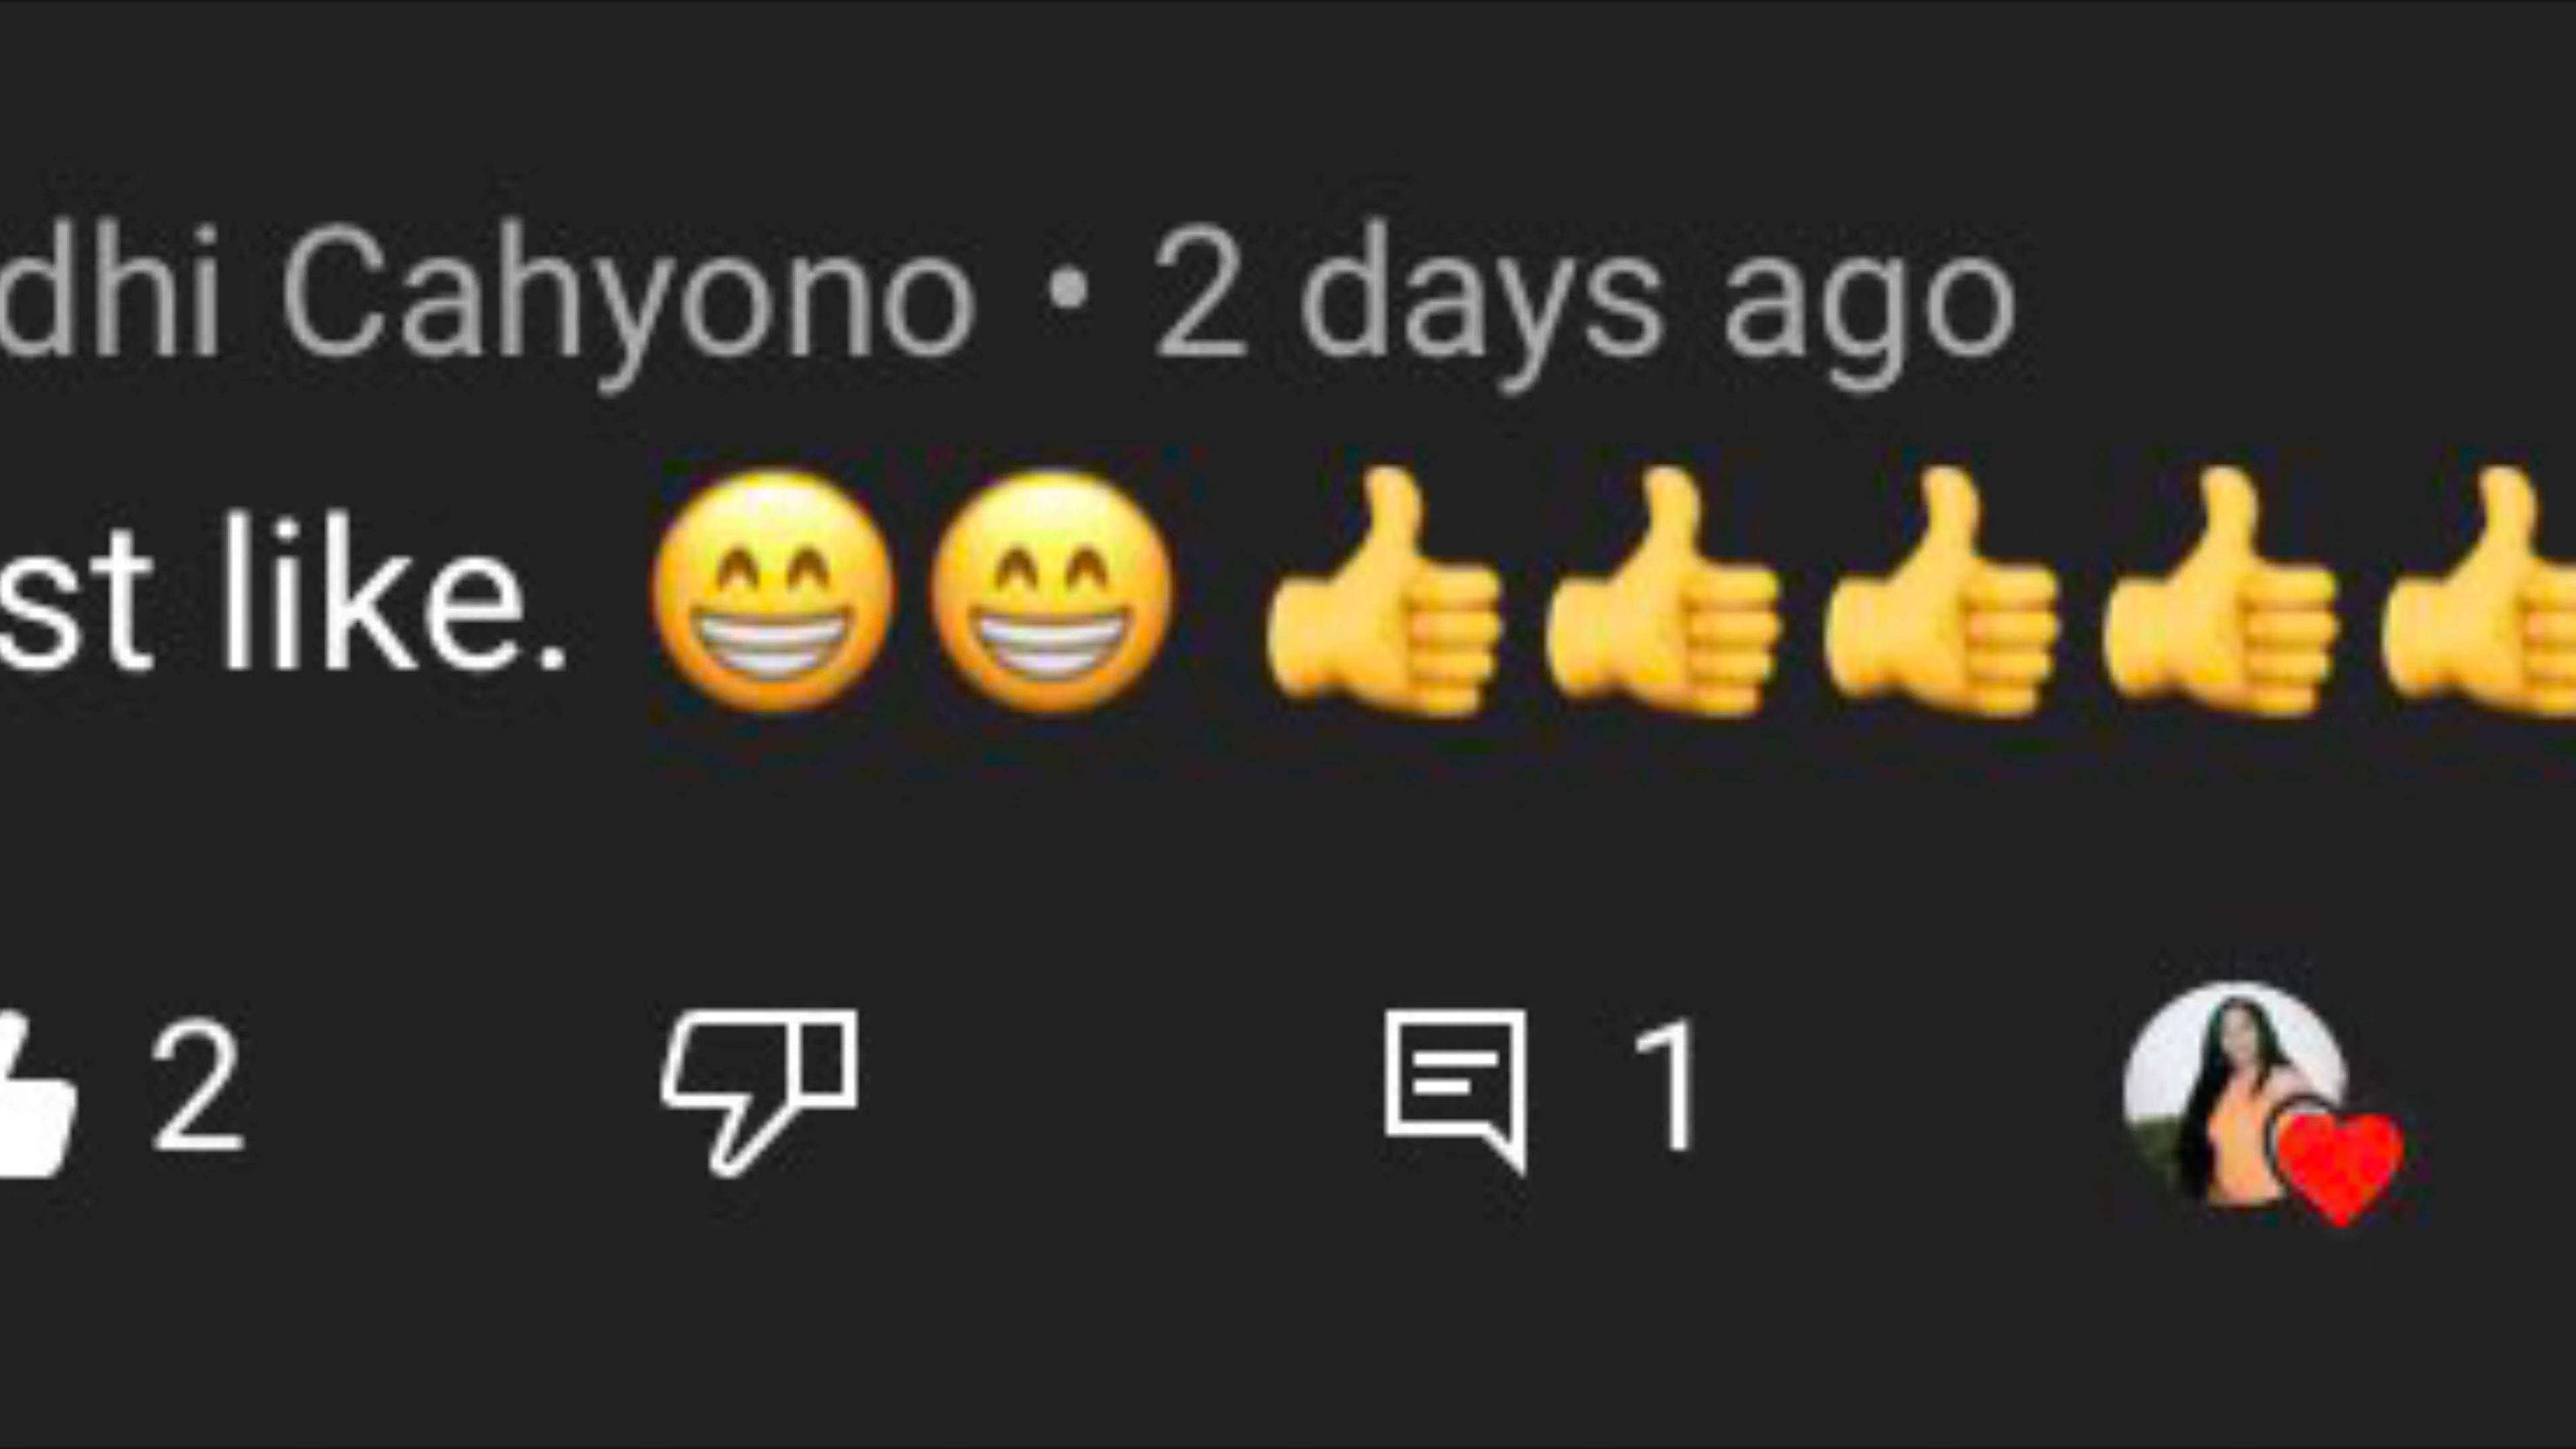 dhi Cahyono • 2 days ago
st like. 😁😁 👍👍👍👍👍
2 1